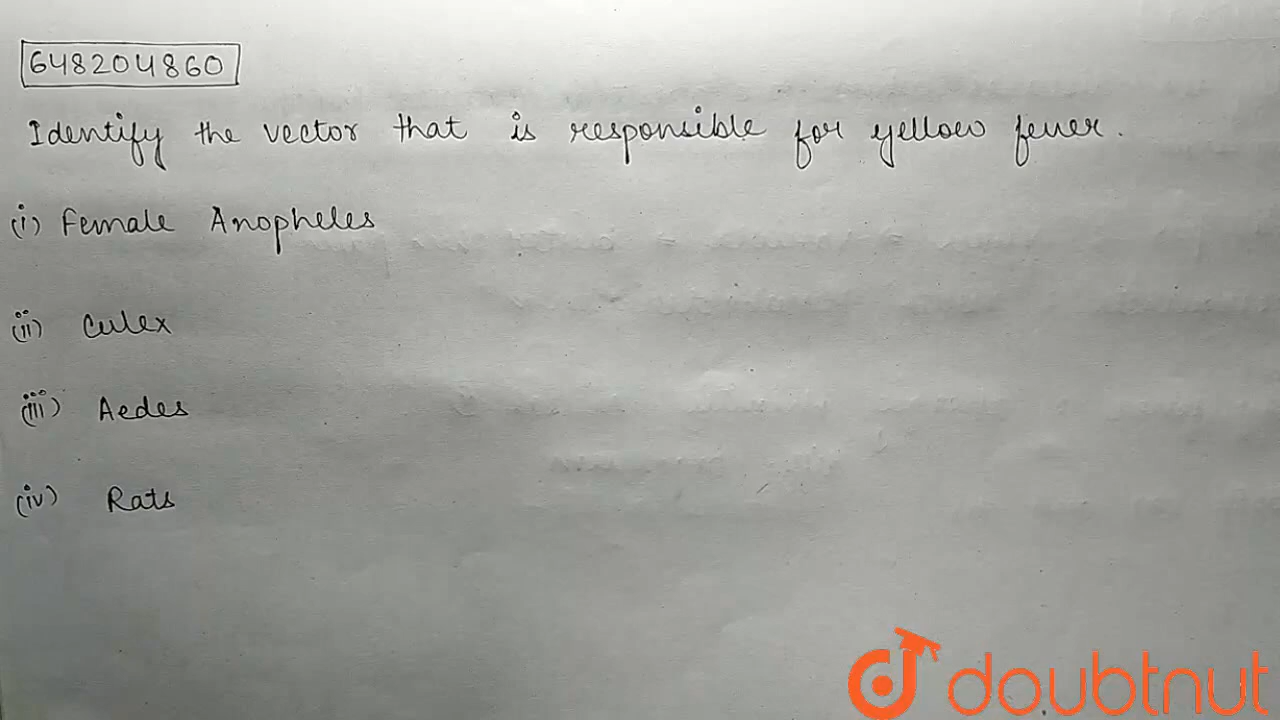 648204860
Identify the vector that is responsible for yellow fever.
(i) Female Anopheles
(ii) Culex
(iii) Aedes
(iv) Rats
doubtnut